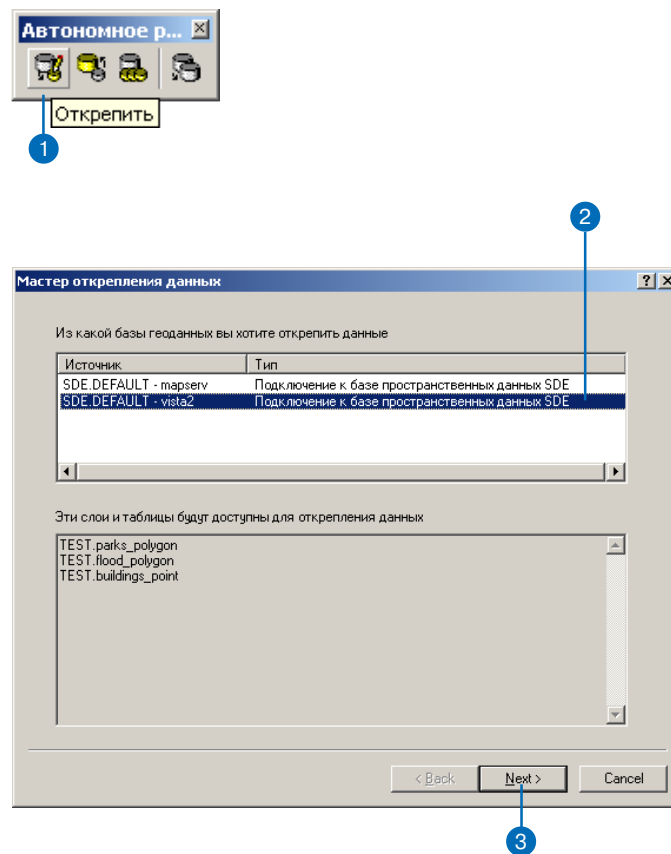 Автономное р...
Открепить
1
2
Мастер открепления данных
Из какой базы геоданных вы хотите открепить данные
Источник Тип
SDE.DEFAULT - mapserv Подключение к базе пространственных данных SDE
SDE.DEFAULT - vista2 Подключение к базе пространственных данных SDE
Эти слои и таблицы будут доступны для открепления данных
TEST.parks_polygon
TEST.flood_polygon
TEST.buildings_point
< Back Next > Cancel
3